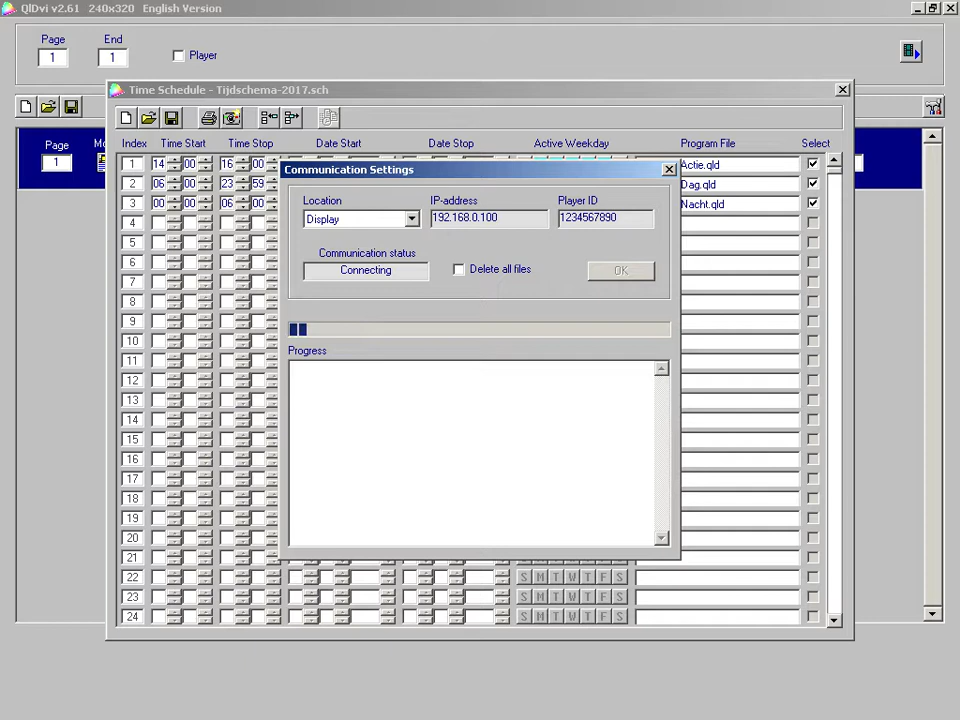 QlDvi v2.61 240x320 English Version
Page End
1 1 Player
Time Schedule - Tijdschema-2017.sch
Page
1
Index Time Start Time Stop Date Start Date Stop Active Weekday Program File Select
1 14 00 16 00 Actie.qld
2 06 00 23 59 Dag.qld
3 00 00 06 00 Nacht.qld
4
5
6
7
8
9
10
11
12
13
14
15
16
17
18
19
20
21
22 S M T W T F S
23 S M T W T F S
24 S M T W T F S
Communication Settings
Location IP-address Player ID
Display 192.168.0.100 1234567890
Communication status
Connecting Delete all files OK
Progress